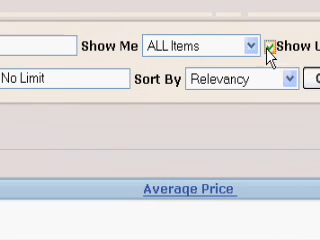 Show Me ALL Items Show
No Limit Sort By Relevancy
Average Price